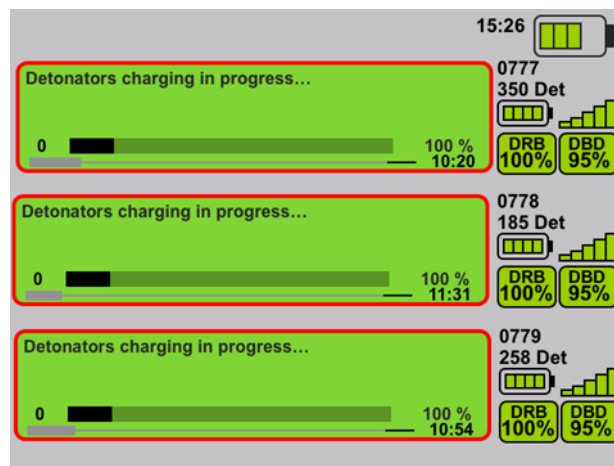 15:26
Detonators charging in progress...
0
100 %
10:20
0777
350 Det
DRB
100%
DBD
95%
Detonators charging in progress...
0
100 %
11:31
0778
185 Det
DRB
100%
DBD
95%
Detonators charging in progress...
0
100 %
10:54
0779
258 Det
DRB
100%
DBD
95%